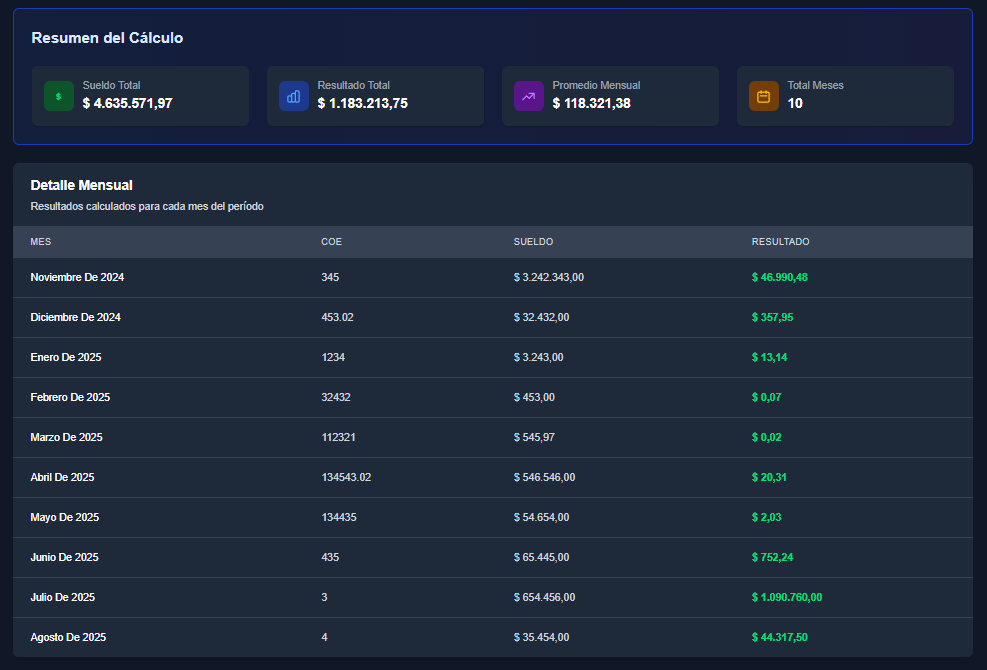 Resumen del Cálculo
$ Sueldo Total
$ 4.635.571,97
Resultado Total
$ 1.183.213,75
Promedio Mensual
$ 118.321,38
Total Meses
10
Detalle Mensual
Resultados calculados para cada mes del período
MES COE SUELDO RESULTADO
Noviembre De 2024 345 $ 3.242.343,00 $ 46.990,48
Diciembre De 2024 453.02 $ 32.432,00 $ 357,95
Enero De 2025 1234 $ 3.243,00 $ 13,14
Febrero De 2025 32432 $ 453,00 $ 0,07
Marzo De 2025 112321 $ 545,97 $ 0,02
Abril De 2025 134543.02 $ 546.546,00 $ 20,31
Mayo De 2025 134435 $ 54.654,00 $ 2,03
Junio De 2025 435 $ 65.445,00 $ 752,24
Julio De 2025 3 $ 654.456,00 $ 1.090.760,00
Agosto De 2025 4 $ 35.454,00 $ 44.317,50